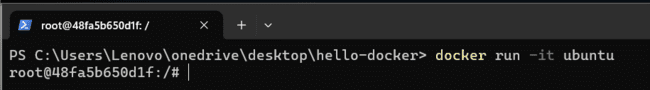 root@48fa5b650d1f: /
PS C:\Users\Lenovo\onedrive\desktop\hello-docker> docker run -it ubuntu
root@48fa5b650d1f:/#